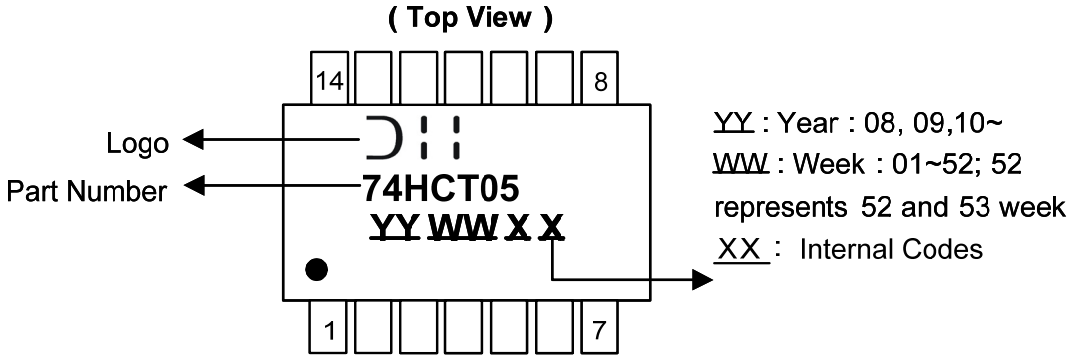 ( Top View )
14 8
Logo
Part Number
74HCT05
YY WW X X
1 7
YY : Year : 08, 09,10~
WW : Week : 01~52; 52
represents 52 and 53 week
XX : Internal Codes